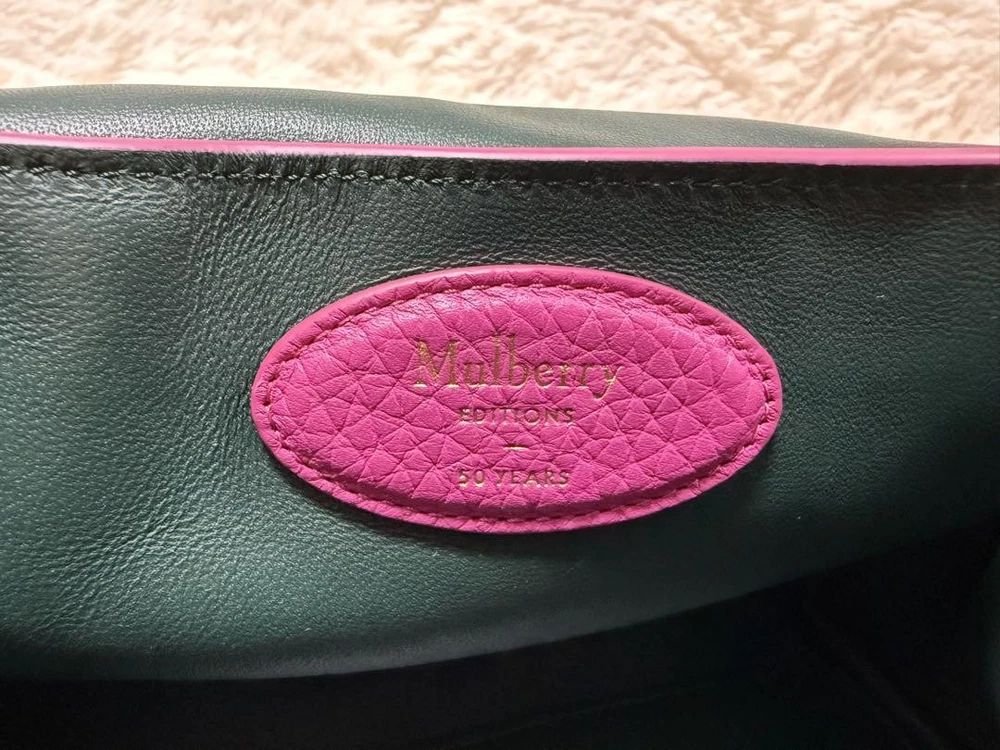 Mulberry
EDITIONS
—
50 YEARS